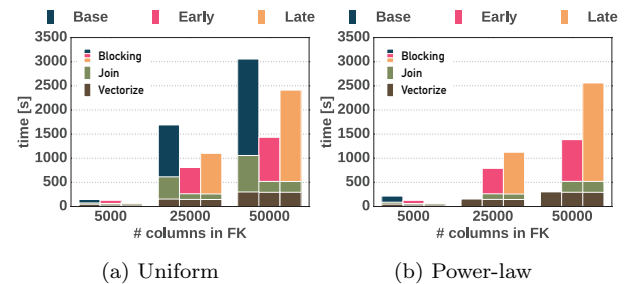 Base Early Late Base Early Late
3500
3000
2500
2000
1500
1000
500
0
time [s]
Blocking
Join
Vectorize
5000 25000 50000
# columns in FK
(a) Uniform
3500
3000
2500
2000
1500
1000
500
0
time [s]
Blocking
Join
Vectorize
5000 25000 50000
# columns in FK
(b) Power-law